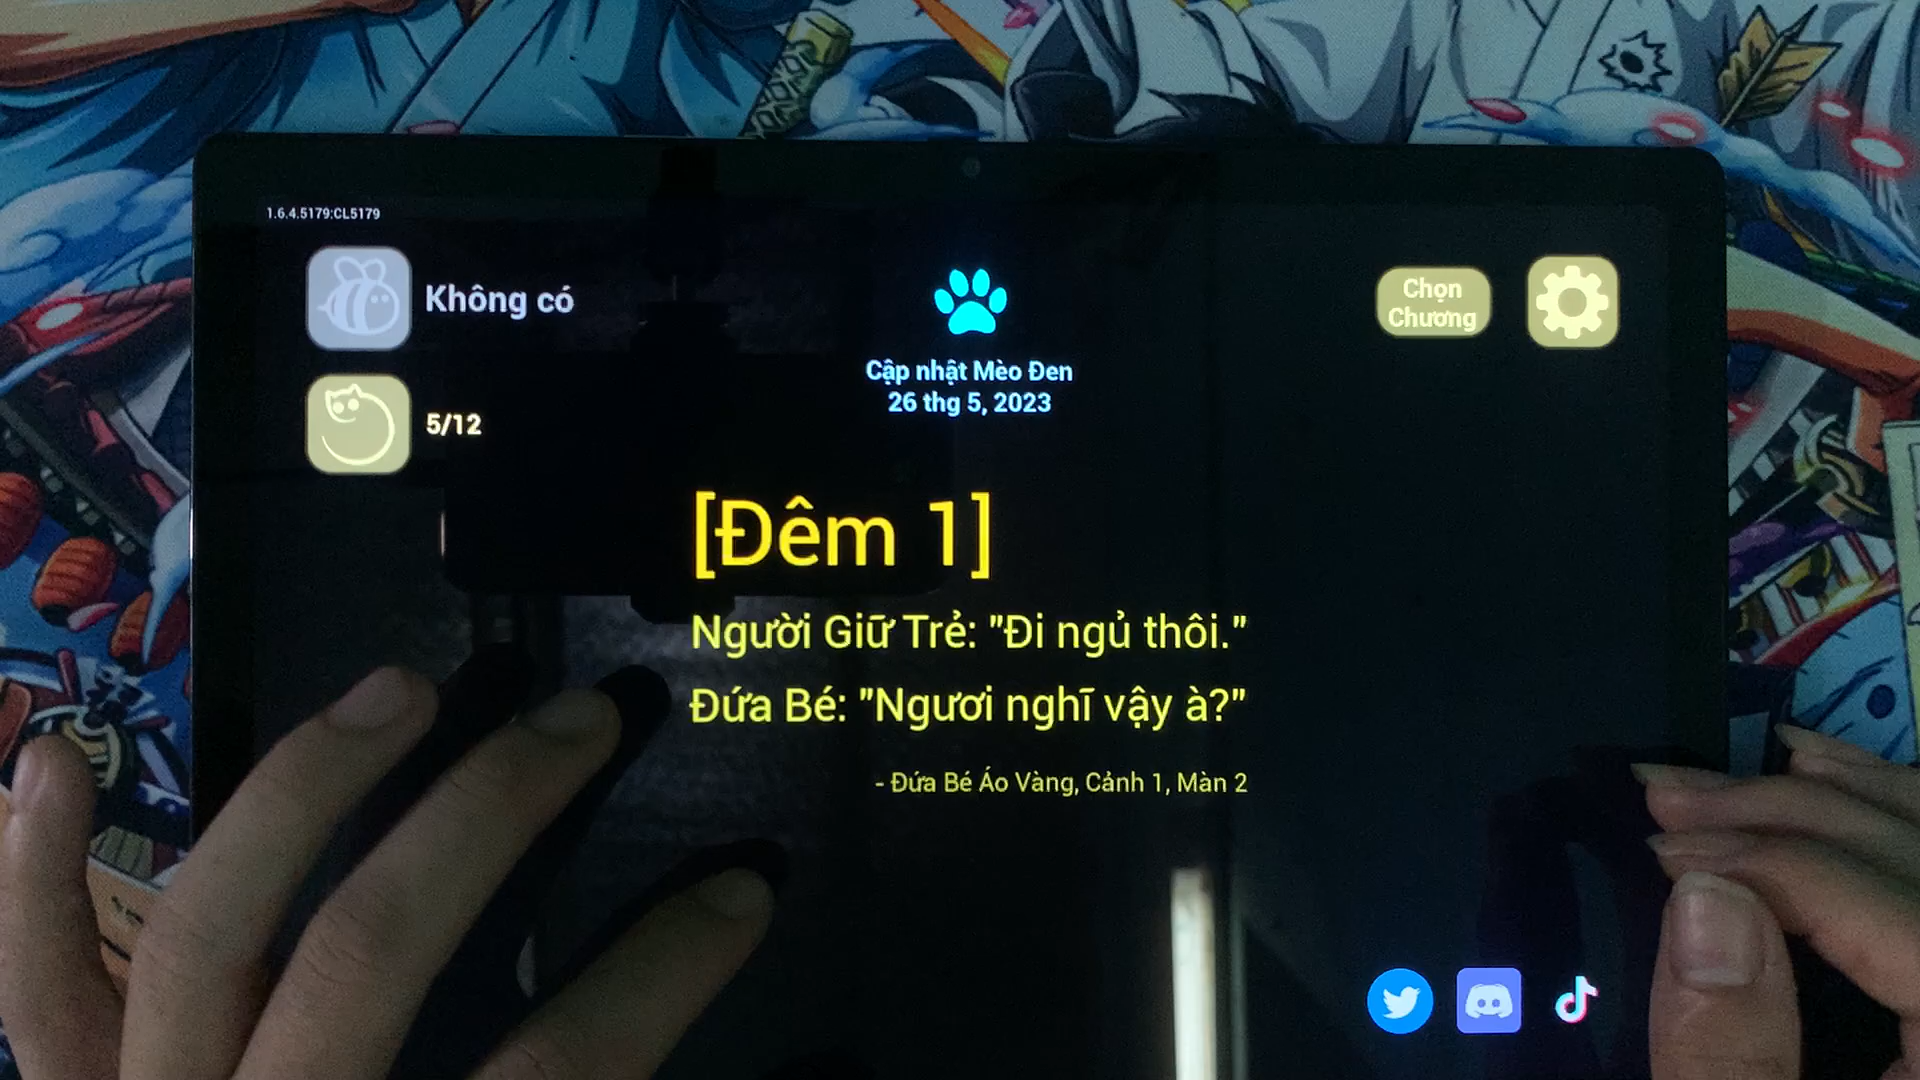 1.6.4.5179:CL5179
Không có
5/12
Cập nhật Mèo Đen
26 thg 5, 2023
Chọn
Chương
[Đêm 1]
Người Giữ Trẻ: "Đi ngủ thôi."
Đứa Bé: "Ngươi nghĩ vậy à?"
- Đứa Bé Áo Vàng, Cảnh 1, Màn 2